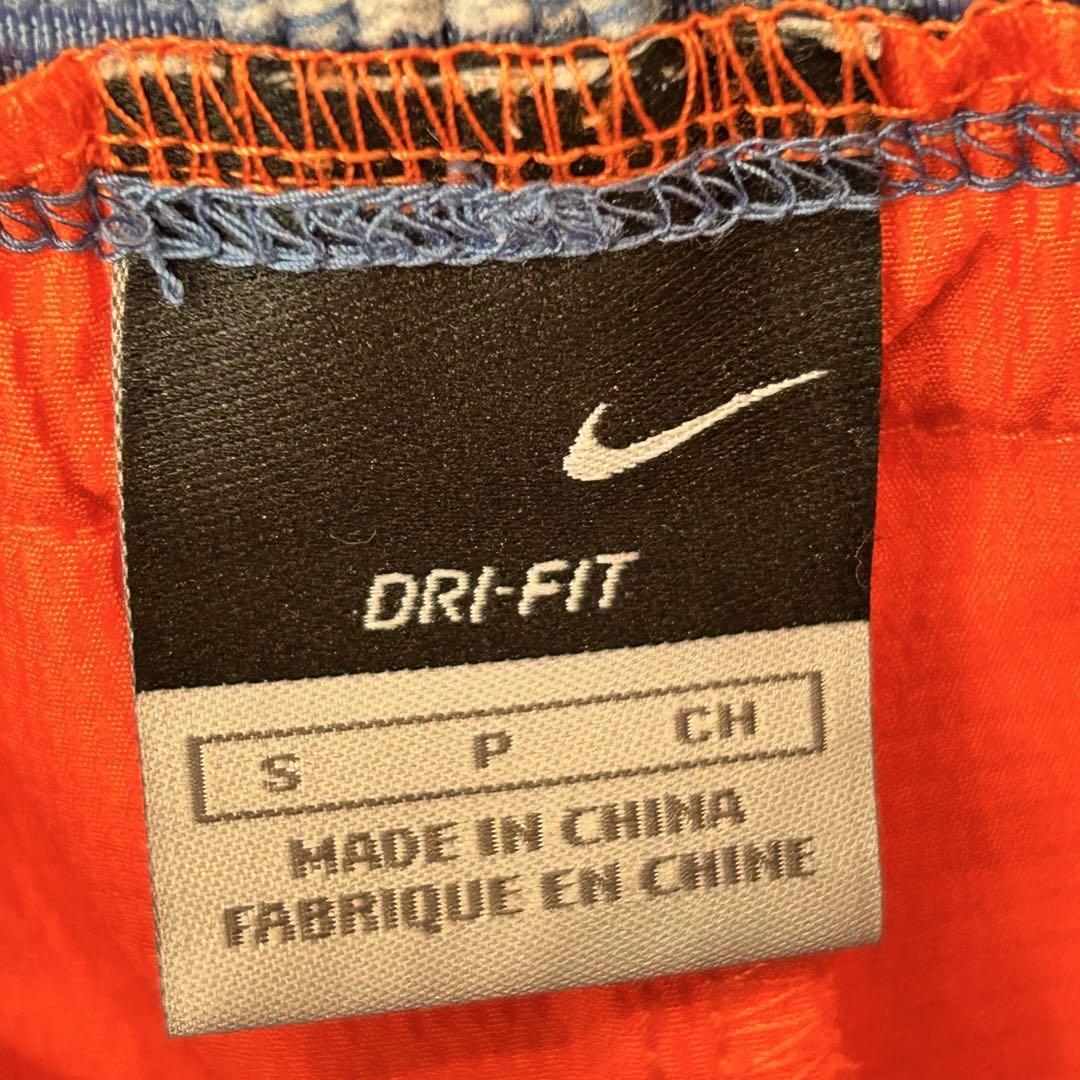 DRI-FIT
S P CH
MADE IN CHINA
FABRIQUE EN CHINE